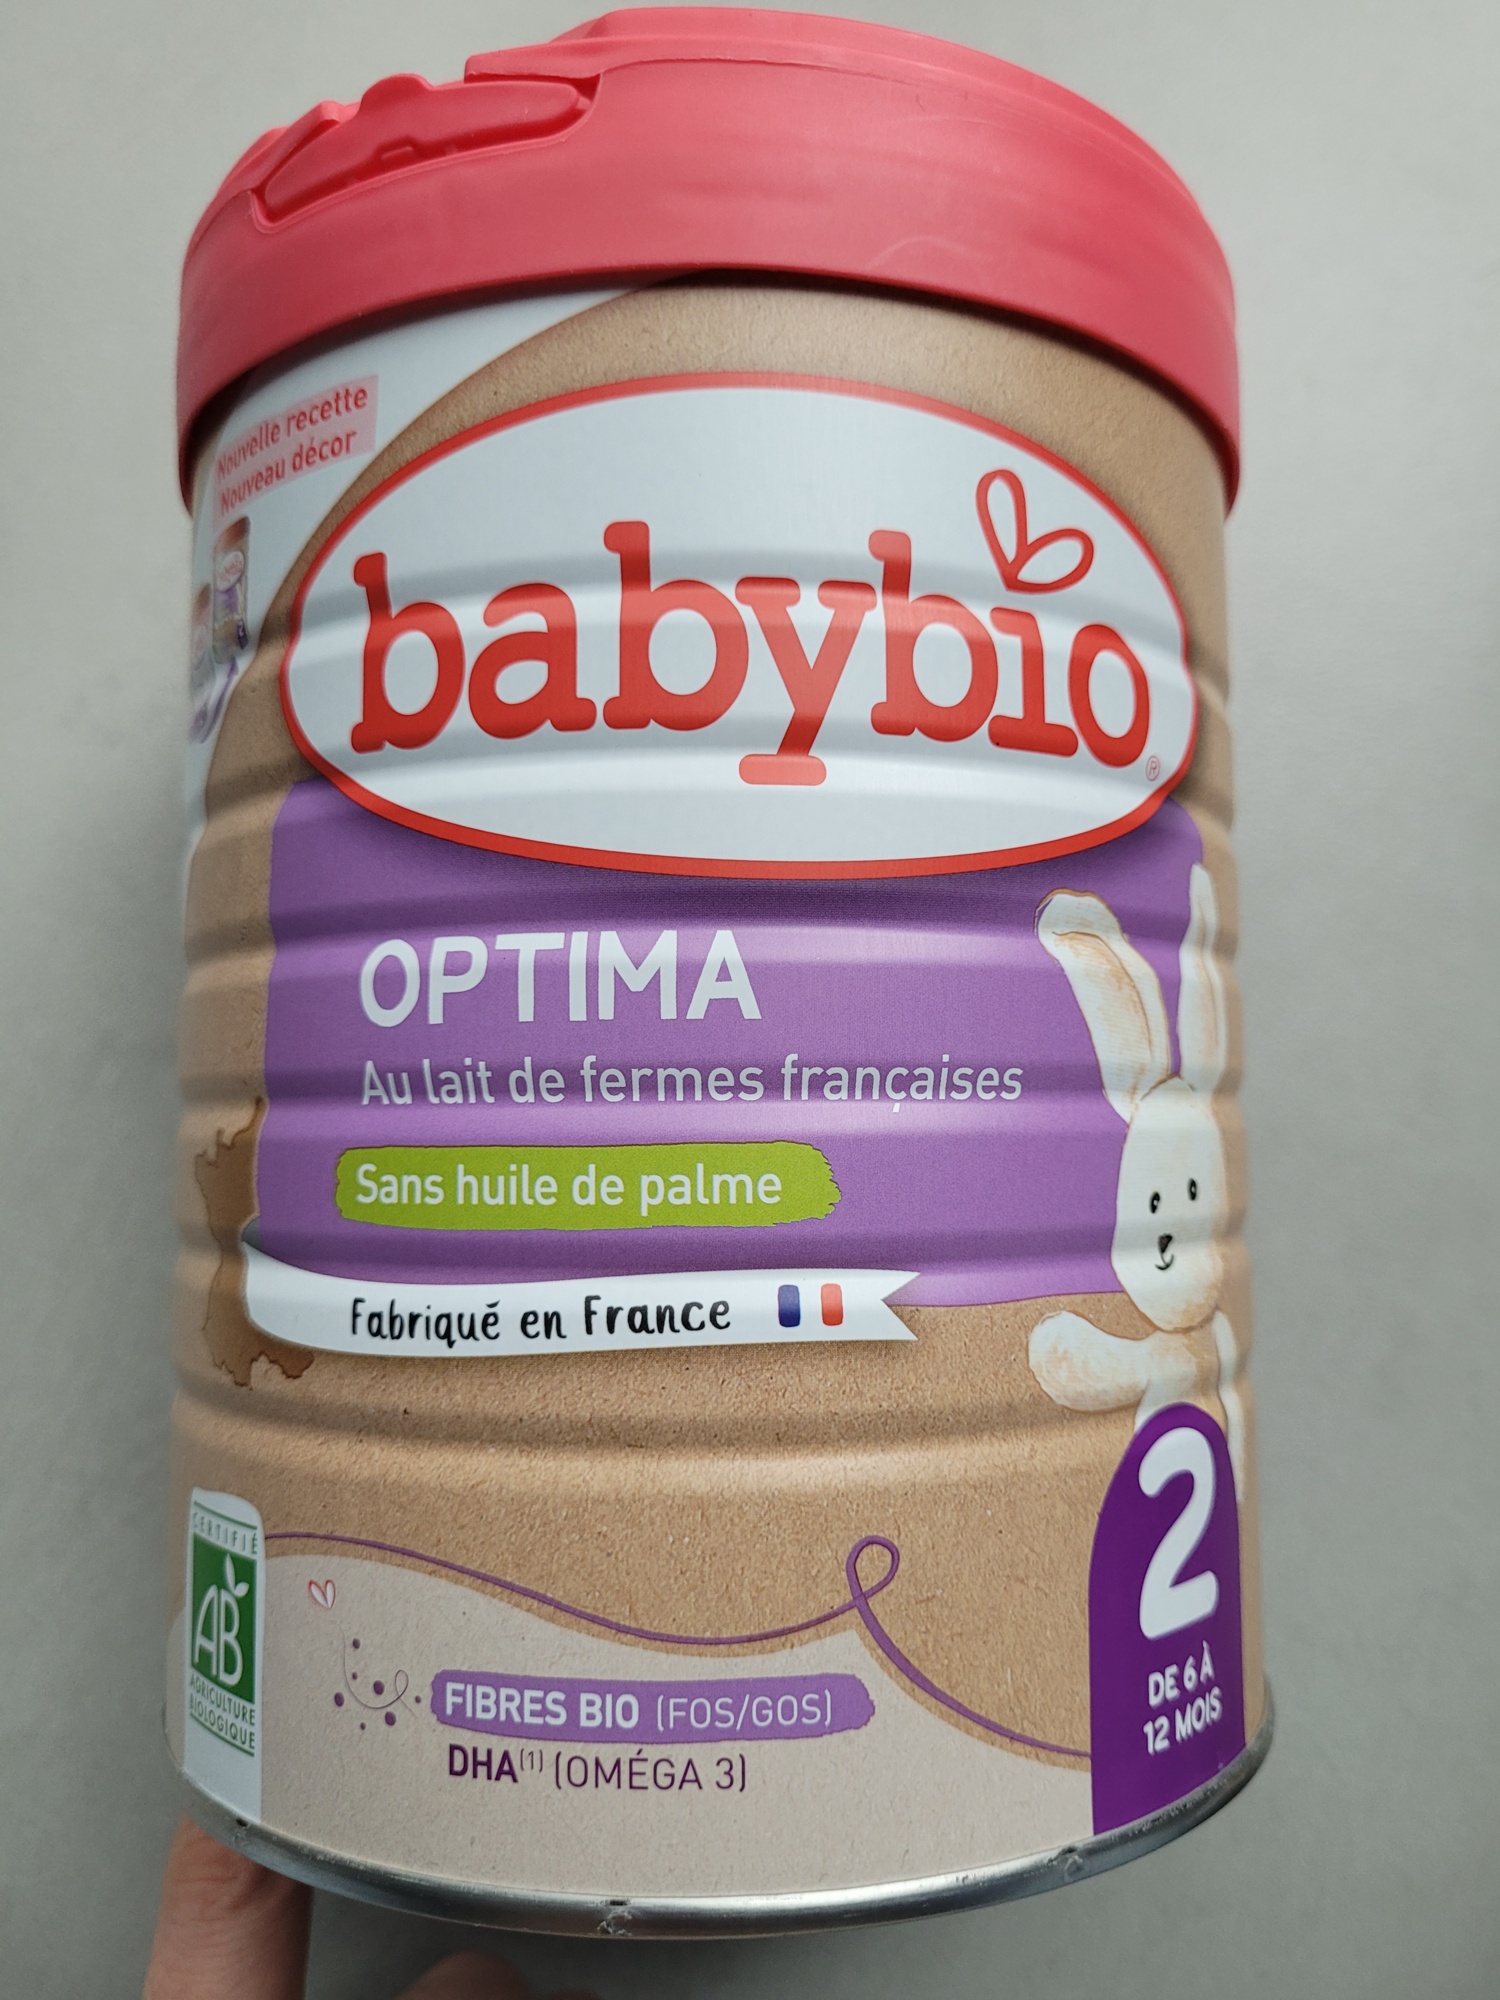 Nouvelle recette
Nouveau décor
babybio®
OPTIMA
Au lait de fermes françaises
Sans huile de palme
Fabriqué en France
2
DE 6 À
12 MOIS
CERTIFIÉ
AB
AGRICULTURE
BIOLOGIQUE
FIBRES BIO (FOS/GOS)
DHA(1) (OMÉGA 3)